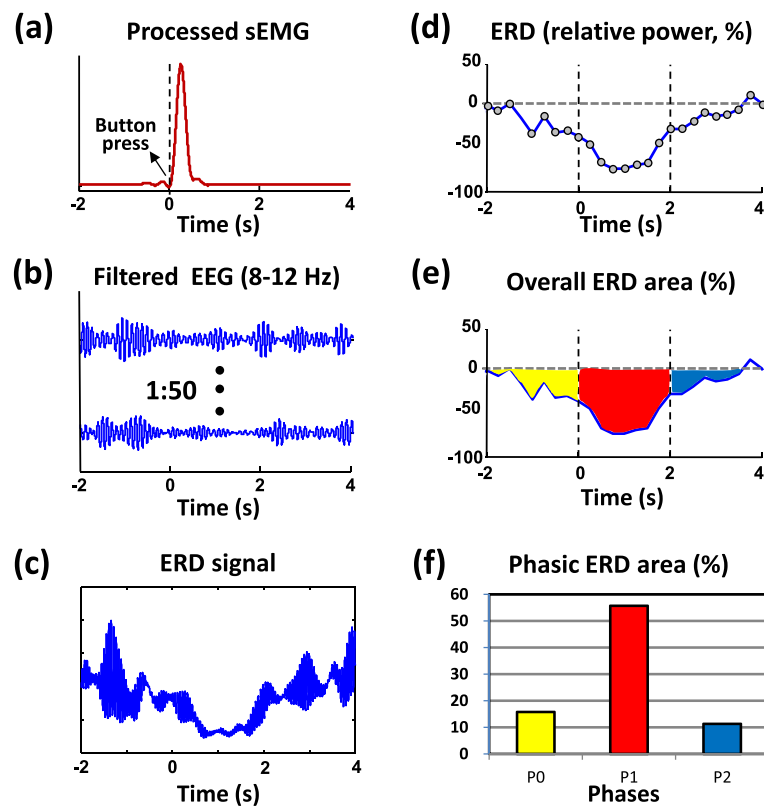 (a)
Processed sEMG
Button
press
-2 0 2 4
Time (s)
(b)
Filtered EEG (8-12 Hz)
1:50
-2 0 2 4
Time (s)
(c)
ERD signal
-2 0 2 4
Time (s)
(d)
ERD (relative power, %)
50
0
-50
-100
-2 0 2 4
Time (s)
(e)
Overall ERD area (%)
50
0
-50
-100
-2 0 2 4
Time (s)
(f)
Phasic ERD area (%)
60
50
40
30
20
10
0
P0 P1 P2
Phases